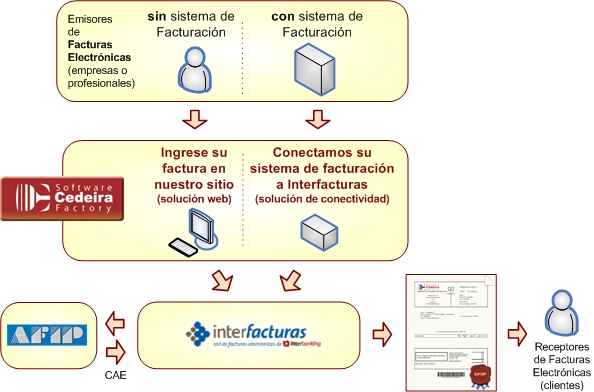 Emisores
de
Facturas
Electrónicas
(empresas o
profesionales)
sin sistema de
Facturación
con sistema de
Facturación
Software
Cedeira
Factory
Ingrese su
factura en
nuestro sitio
(solución web)
Conectamos su
sistema de facturación
a Interfacturas
(solución de conectividad)
AFIP
CAE
interfacturas
red de facturas electrónicas de interbanking
Cedeira
AFIP
Receptores
de Facturas
Electrónicas
(clientes)